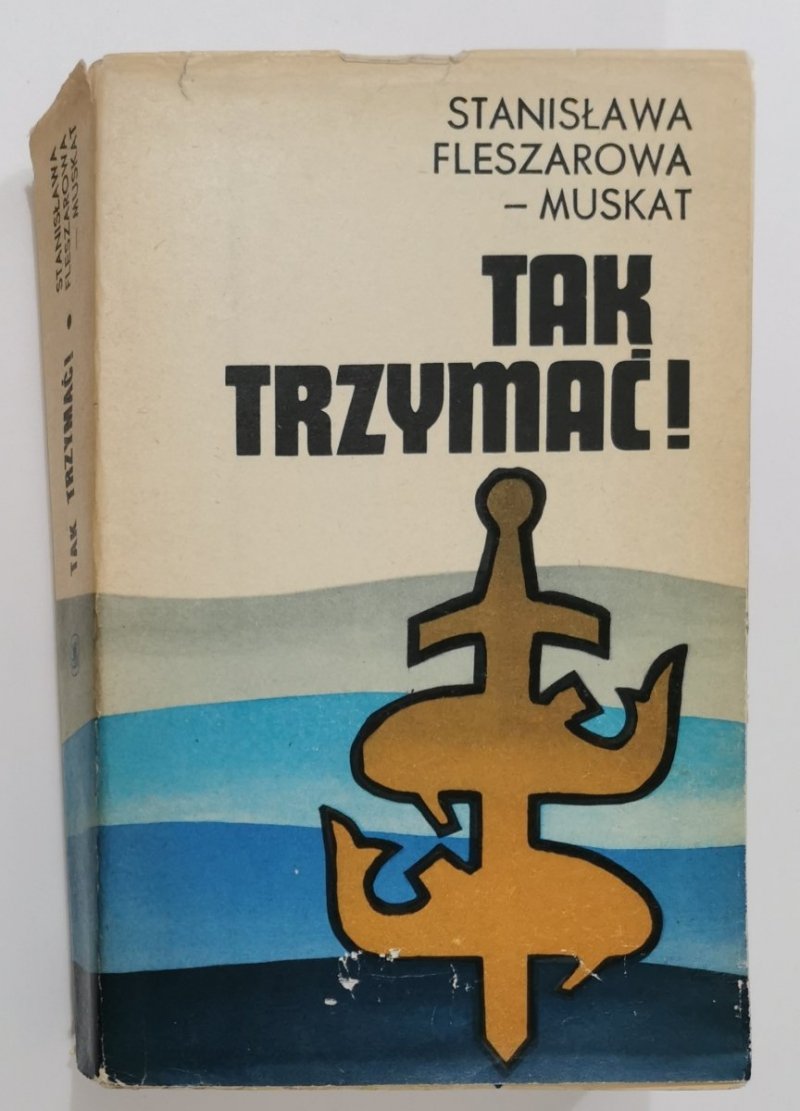 STANISŁAWA
FLESZAROWA
– MUSKAT
TAK
TRZYMAĆ!
STANISŁAWA
FLESZAROWA
– MUSKAT
TAK TRZYMAĆ! •